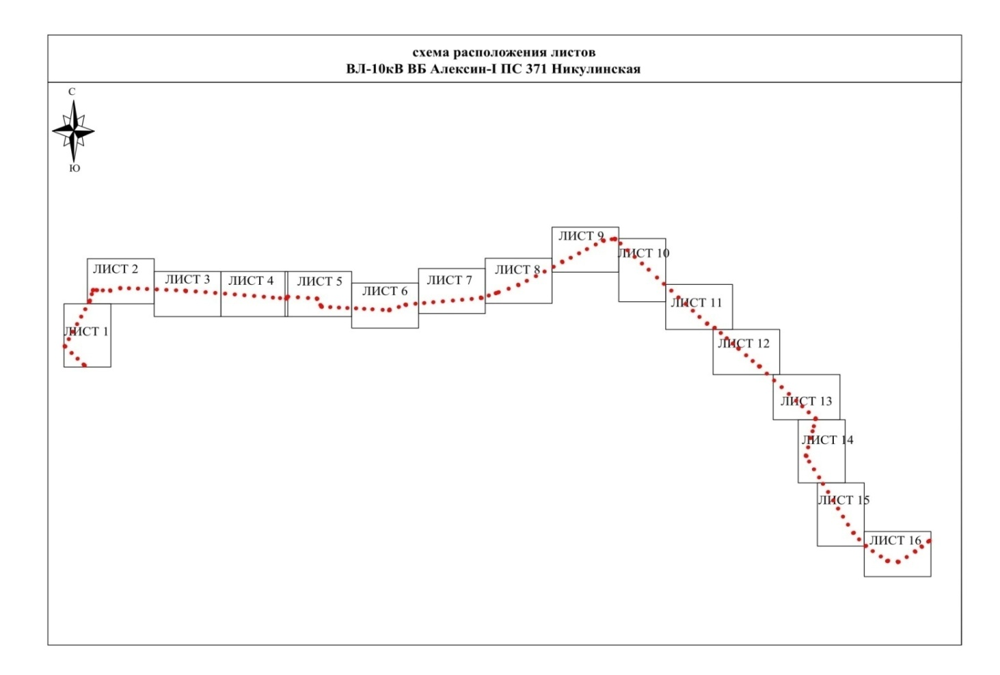 схема расположения листов
ВЛ-10кВ ВБ Алексин-I ПС 371 Никулинская
С
Ю
ЛИСТ 9
ЛИСТ 10
ЛИСТ 2
ЛИСТ 3
ЛИСТ 4
ЛИСТ 5
ЛИСТ 6
ЛИСТ 7
ЛИСТ 8
ЛИСТ 11
ЛИСТ 1
ЛИСТ 12
ЛИСТ 13
ЛИСТ 14
ЛИСТ 15
ЛИСТ 16